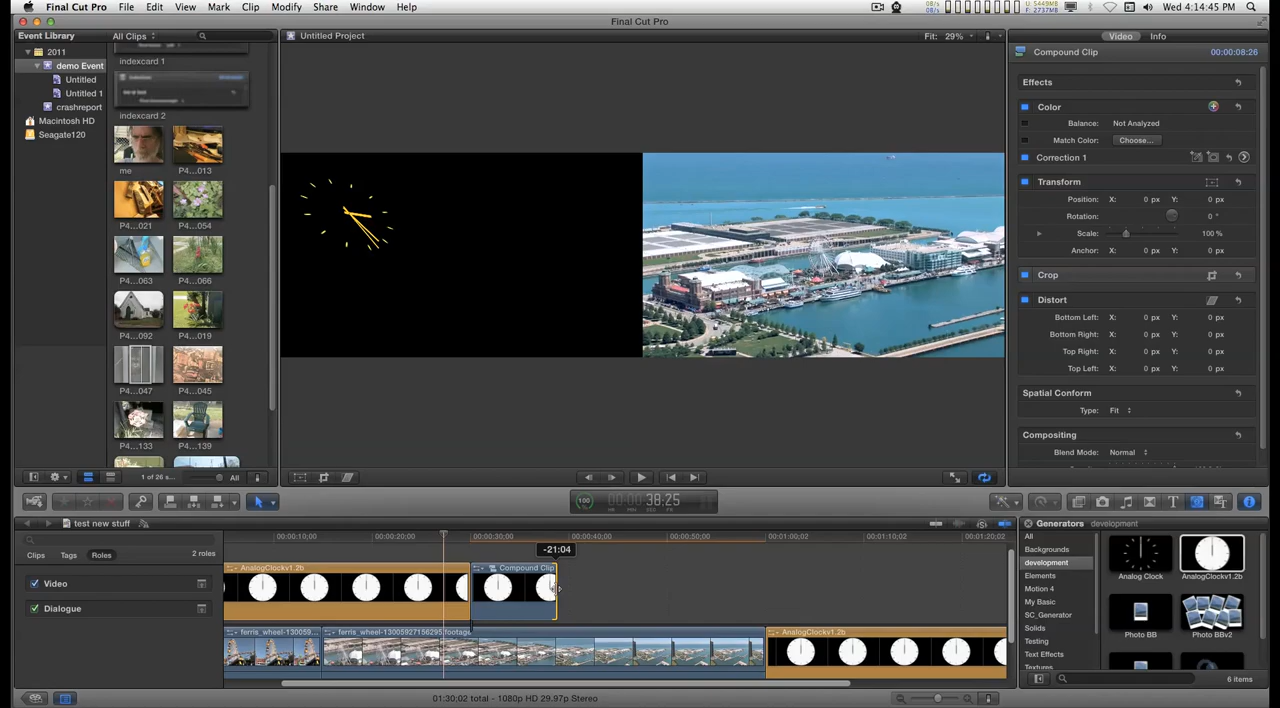 Final Cut Pro File Edit View Mark Clip Modify Share Window Help
Wed 4:14:45 PM
Final Cut Pro
Event Library All Clips
Untitled Project Fit: 29%
Video Info
2011
demo Event
Untitled
Untitled 1
crashreport
Macintosh HD
Seagate120
indexcard 1
indexcard 2
me P4...013
P4...021 P4...054
P4...063 P4...066
P4...092 P4...019
P4...047 P4...045
P4...133 P4...139
1 of 26 s... All
Compound Clip 00:00:08:26
Effects
Color
Balance: Not Analyzed
Match Color: Choose...
Correction 1
Transform
Position: X: 0 px Y: 0 px
Rotation: 0 °
Scale: 100 %
Anchor: X: 0 px Y: 0 px
Crop
Distort
Bottom Left: X: 0 px Y: 0 px
Bottom Right: X: 0 px Y: 0 px
Top Right: X: 0 px Y: 0 px
Top Left: X: 0 px Y: 0 px
Spatial Conform
Type: Fit
Compositing
Blend Mode: Normal
100 38:25
test new stuff
Clips Tags Roles 2 roles
Video
Dialogue
00:00:10;00 00:00:20;00 00:00:30;00 00:00:40;00 00:00:50;00 00:01:00;02 00:01:10;02 00:01:20;02
-21:04
AnalogClockv1.2b Compound Clip
ferris_wheel-130059... ferris_wheel-13005927156295.footage AnalogClockv1.2b
Generators development
All
Backgrounds
development
Elements
Motion 4
My Basic
SC_Generator
Solids
Testing
Text Effects
Textures
Analog Clock AnalogClockv1.2b
Photo BB Photo BBv2
6 items
01:30:02 total - 1080p HD 29.97p Stereo